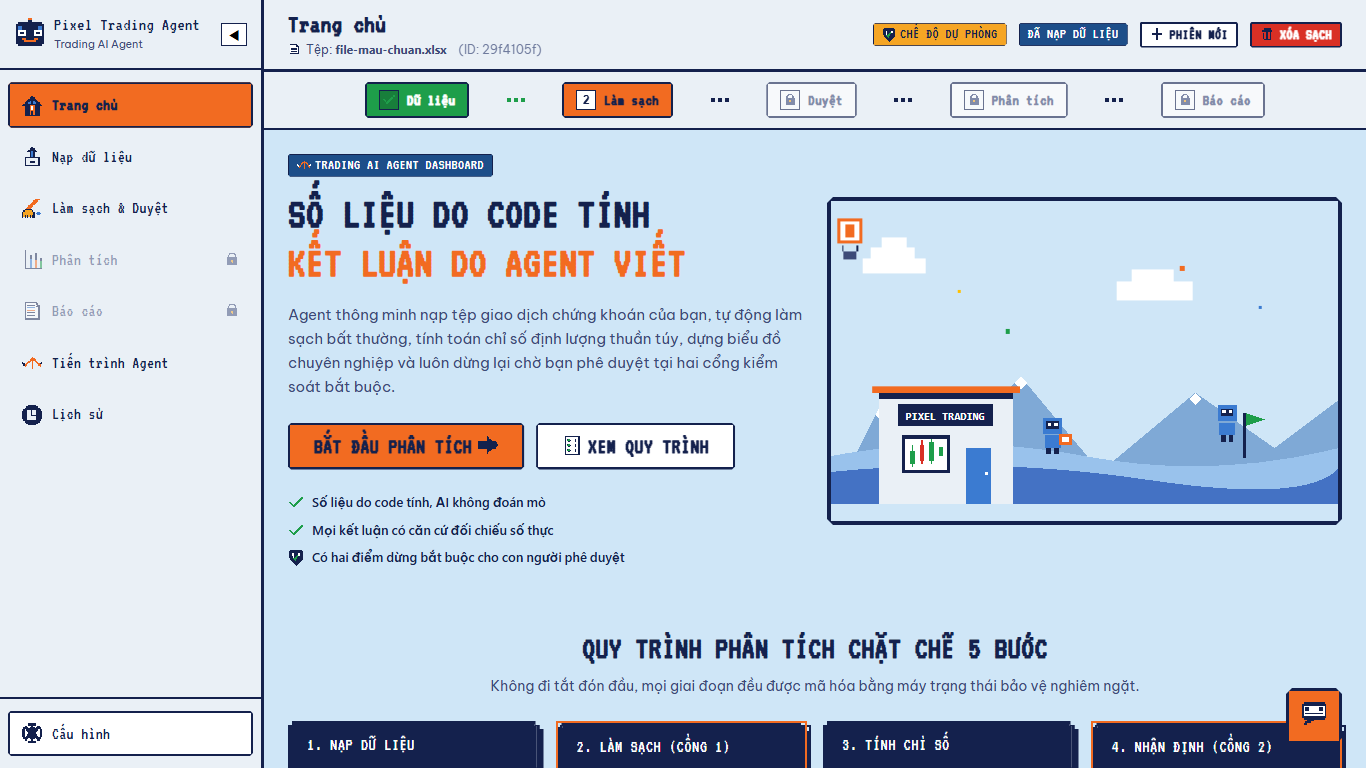 Pixel Trading Agent
Trading AI Agent
Trang chủ
Nạp dữ liệu
Làm sạch & Duyệt
Phân tích
Báo cáo
Tiến trình Agent
Lịch sử
Cấu hình
Trang chủ
Tệp: file-mau-chuan.xlsx (ID: 29f4105f)
CHẾ ĐỘ DỰ PHÒNG
ĐÃ NẠP DỮ LIỆU
PHIÊN MỚI
XÓA SẠCH
Dữ liệu
2 Làm sạch
Duyệt
Phân tích
Báo cáo
TRADING AI AGENT DASHBOARD
SỐ LIỆU DO CODE TÍNH
KẾT LUẬN DO AGENT VIẾT
Agent thông minh nạp tệp giao dịch chứng khoán của bạn, tự động làm
sạch bất thường, tính toán chỉ số định lượng thuần túy, dựng biểu đồ
chuyên nghiệp và luôn dừng lại chờ bạn phê duyệt tại hai cổng kiểm
soát bắt buộc.
BẮT ĐẦU PHÂN TÍCH
XEM QUY TRÌNH
Số liệu do code tính, AI không đoán mò
Mọi kết luận có căn cứ đối chiếu số thực
Có hai điểm dừng bắt buộc cho con người phê duyệt
PIXEL TRADING
QUY TRÌNH PHÂN TÍCH CHẶT CHẼ 5 BƯỚC
Không đi tắt đón đầu, mọi giai đoạn đều được mã hóa bằng máy trạng thái bảo vệ nghiêm ngặt.
1. NẠP DỮ LIỆU
2. LÀM SẠCH (CỔNG 1)
3. TÍNH CHỈ SỐ
4. NHẬN ĐỊNH (CỔNG 2)